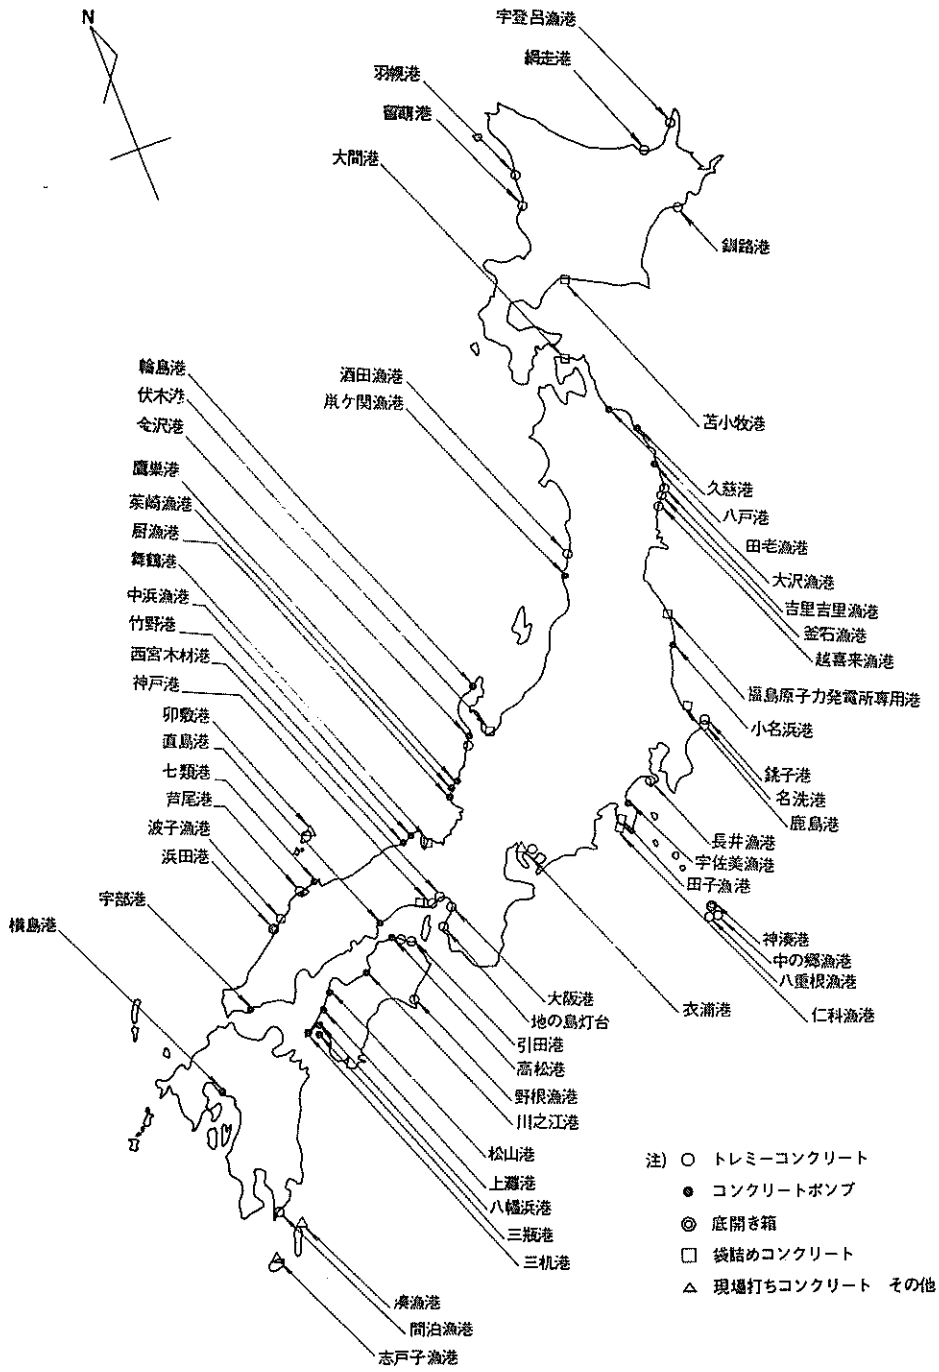 N
宇登呂漁港
網走港
羽幌港
留萠港
大間港
釧路港
輪島港
伏木港
金沢港
鷹巣港
茱崎漁港
厨漁港
舞鶴港
中浜漁港
竹野港
西宮木材港
神戸港
卯敷港
直島港
七類港
芦尾港
波子漁港
浜田港
宇部港
横島港
酒田漁港
鼡ケ関漁港
苫小牧港
久慈港
八戸港
田老漁港
大沢漁港
吉里吉里漁港
釜石漁港
越喜来漁港
福島原子力発電所専用港
小名浜港
銚子港
名洗港
鹿島港
長井漁港
宇佐美漁港
田子漁港
神湊港
中の郷漁港
八重根漁港
仁科漁港
衣浦港
大阪港
地の島灯台
引田港
高松港
野根漁港
川之江港
松山港
上灘港
八幡浜港
三瓶港
三机港
湊漁港
間泊漁港
志戸子漁港
注) ○ トレミーコンクリート
● コンクリートポンプ
◎ 底開き箱
□ 袋詰めコンクリート
△ 現場打ちコンクリート その他